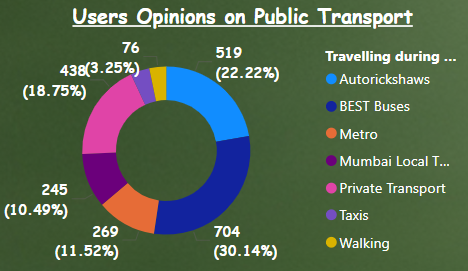 Users Opinions on Public Transport
76
(3.25%)
519
(22.22%)
438
(18.75%)
245
(10.49%)
269
(11.52%)
704
(30.14%)
Travelling during ...
Autorickshaws
BEST Buses
Metro
Mumbai Local T...
Private Transport
Taxis
Walking